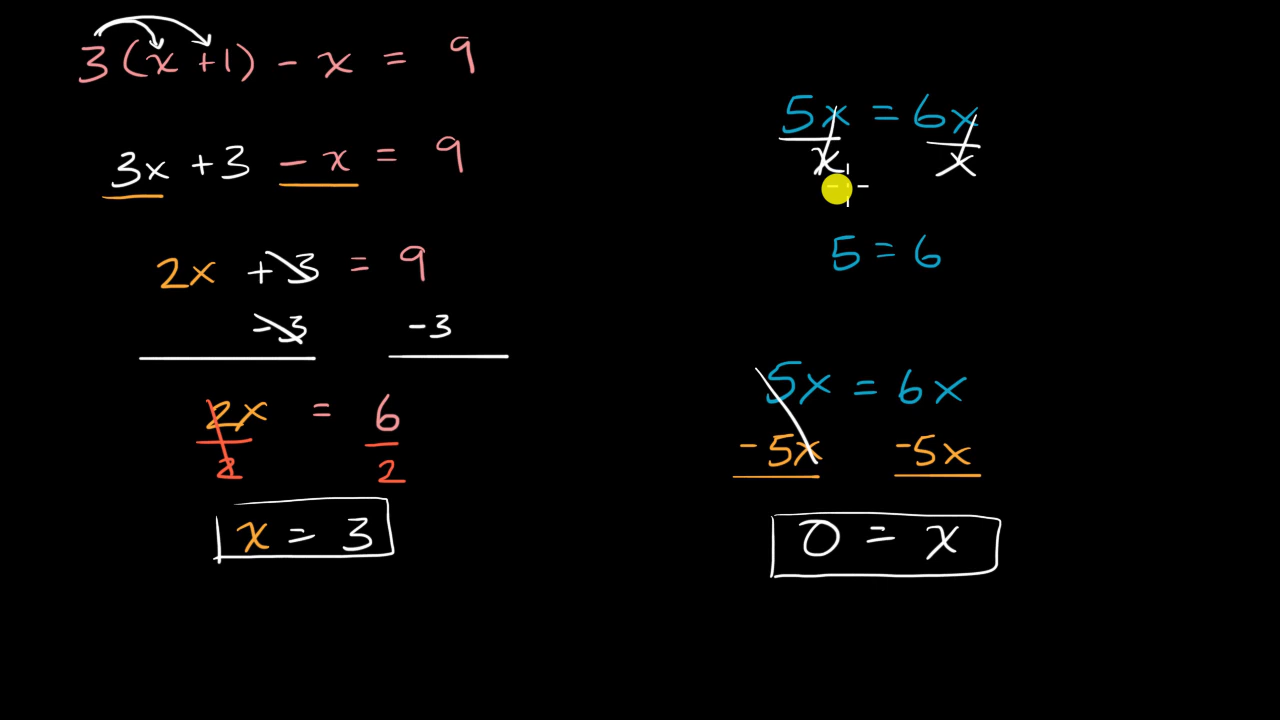 3(x+1) - x = 9
3x +3 - x = 9
2x +3 = 9
-3 -3
2x = 6
2 2
x = 3
5x = 6x
x x
5 = 6
5x = 6x
-5x -5x
0 = x